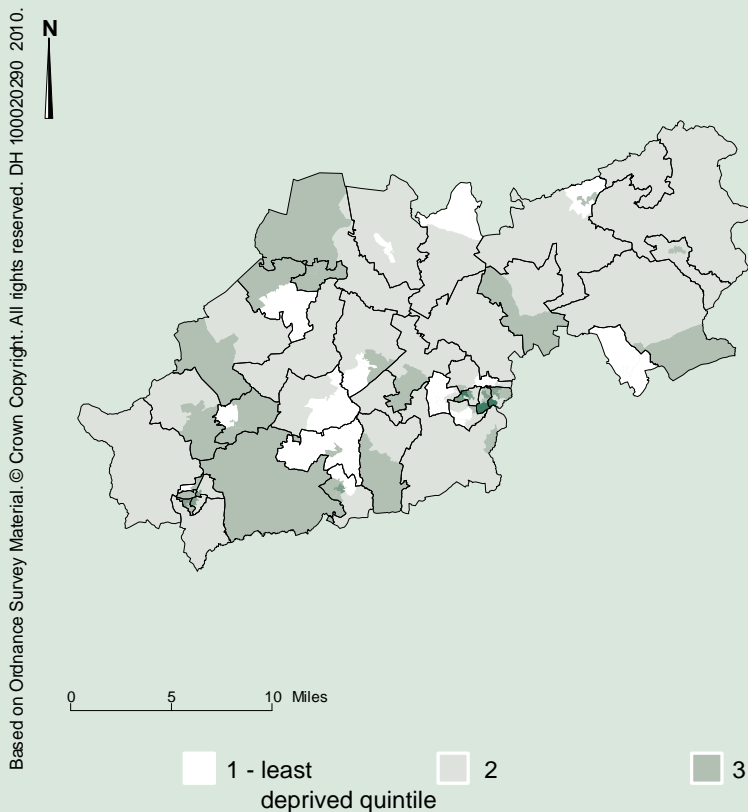 Based on Ordnance Survey Material. © Crown Copyright. All rights reserved. DH 100020290 2010.
N
0 5 10 Miles
1 - least
deprived quintile
2
3